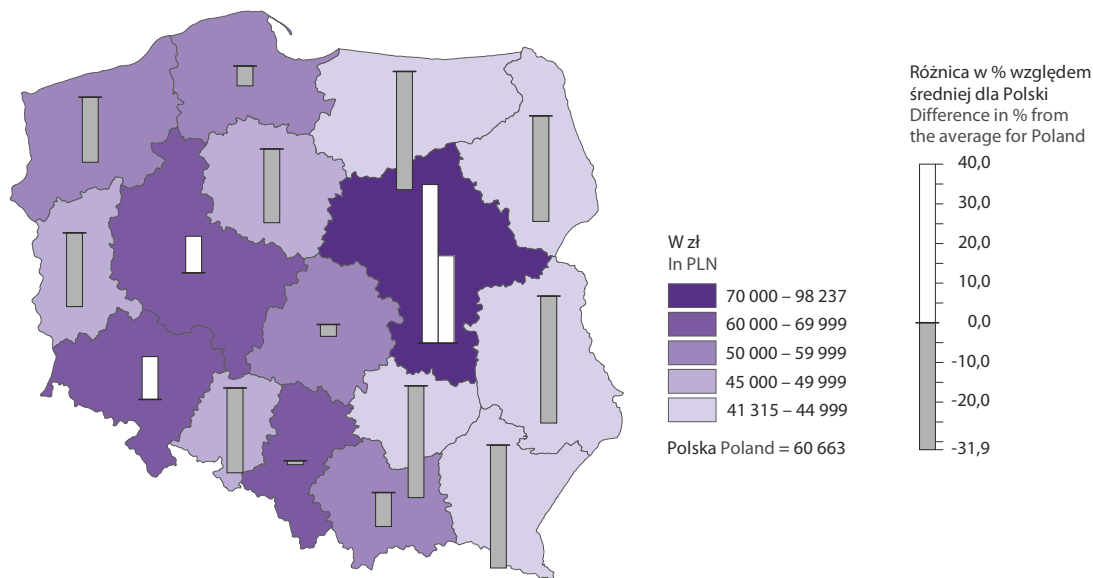 Różnica w % względem
średniej dla Polski
Difference in % from
the average for Poland
40,0
30,0
20,0
10,0
0,0
-10,0
-20,0
-31,9
W zł
In PLN
70 000 – 98 237
60 000 – 69 999
50 000 – 59 999
45 000 – 49 999
41 315 – 44 999
Polska Poland = 60 663